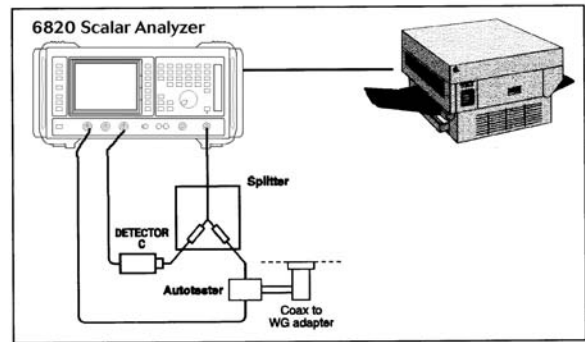 6820 Scalar Analyzer
Splitter
DETECTOR
C
Autotester
Coax to
WG adapter